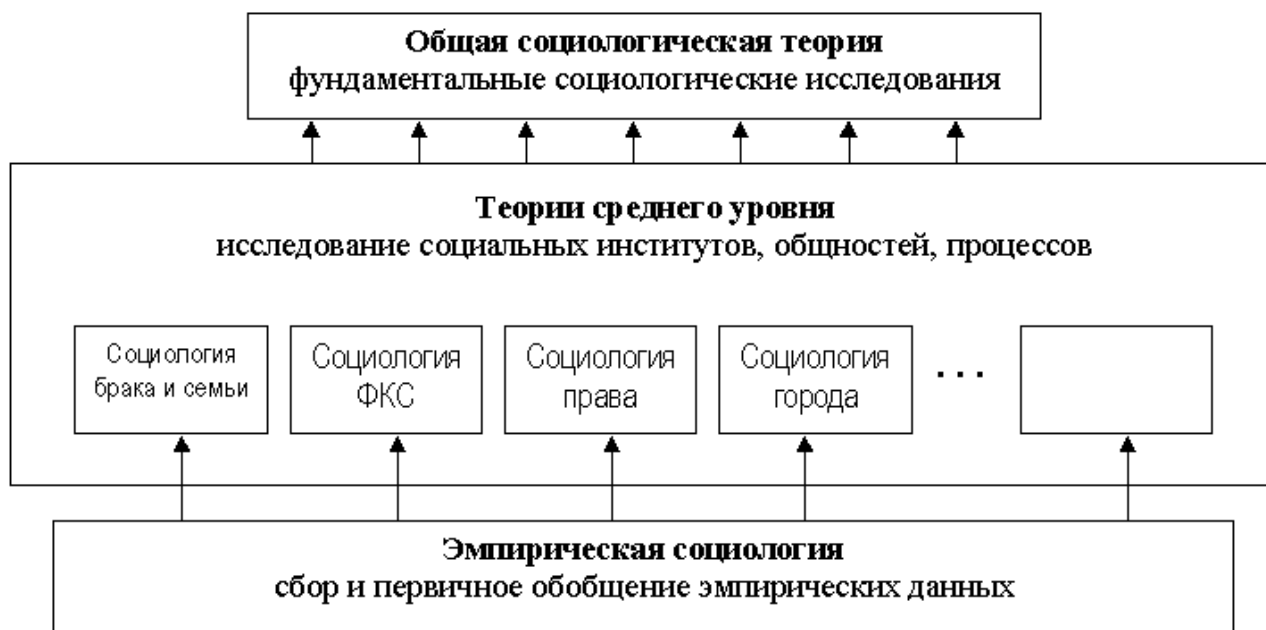 Общая социологическая теория
фундаментальные социологические исследования
Теории среднего уровня
исследование социальных институтов, общностей, процессов
Социология
брака и семьи
Социология
ФКС
Социология
права
Социология
города
...
Эмпирическая социология
сбор и первичное обобщение эмпирических данных